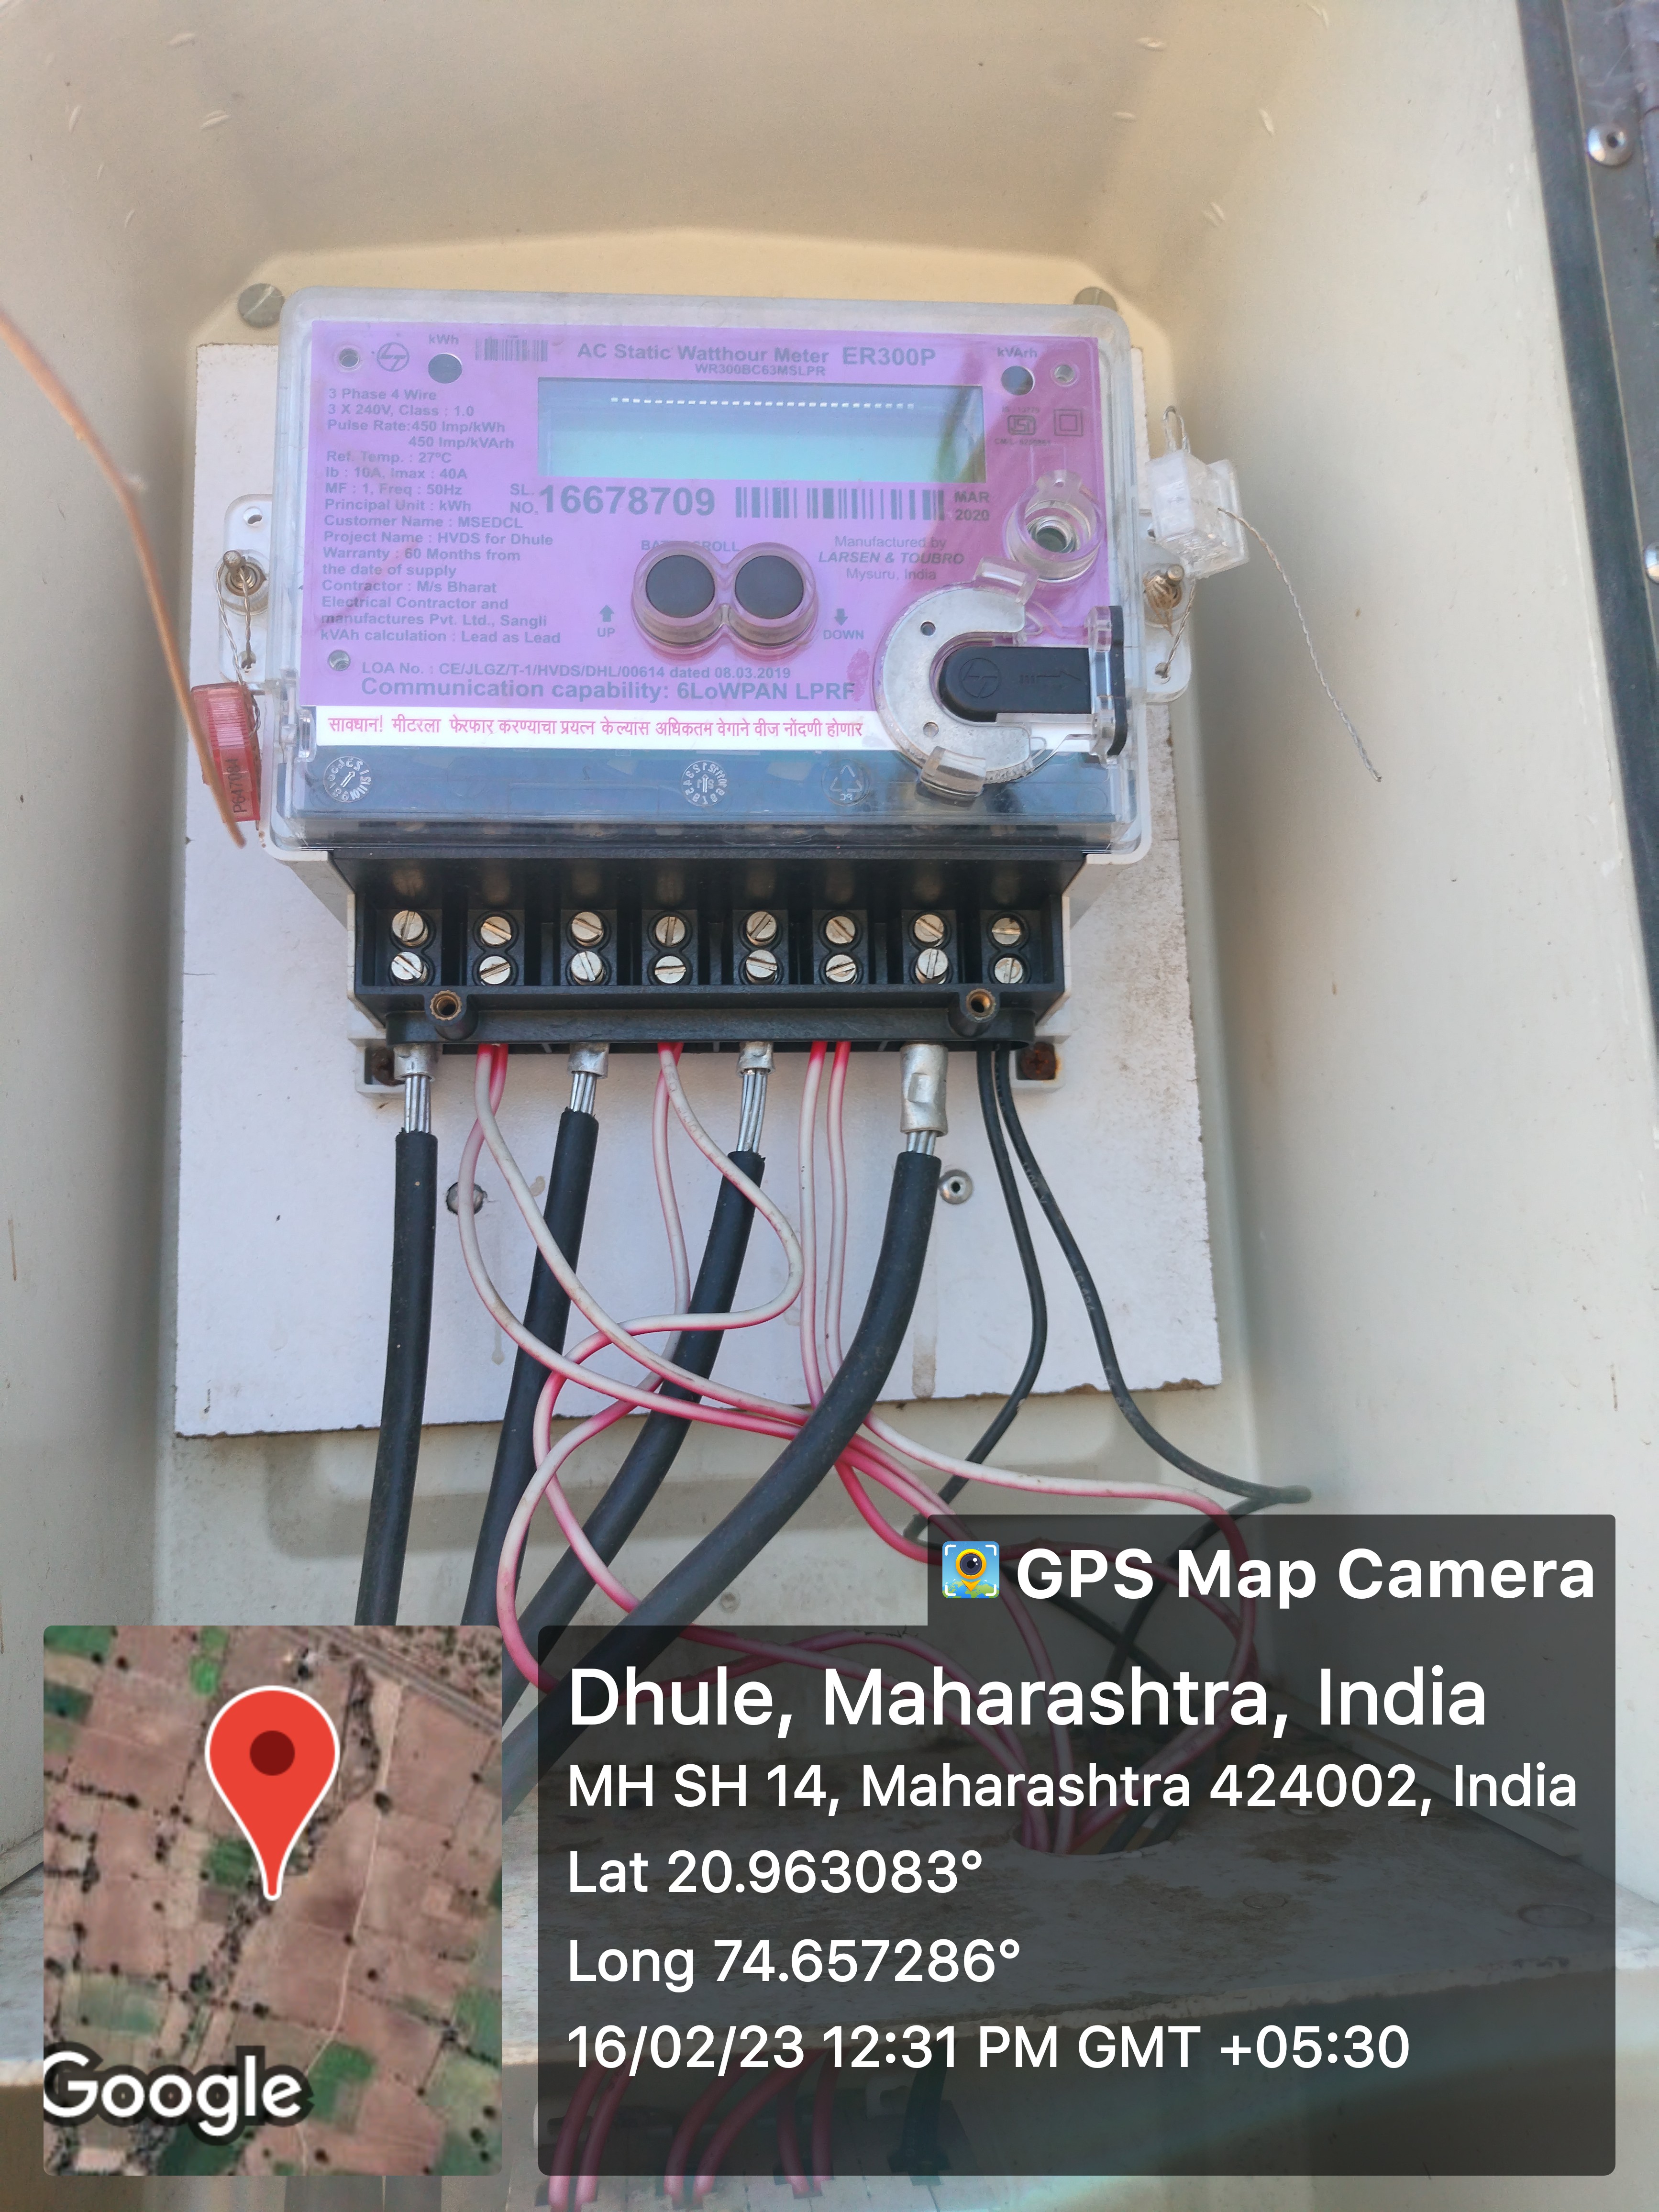 kWh
AC Static Watthour Meter ER300P
WR300BC63MSLPR
kVArh
3 Phase 4 Wire
3 X 240V, Class : 1.0
Pulse Rate:450 Imp/kWh
450 Imp/kVArh
Ref. Temp. : 27°C
Ib : 10A, Imax : 40A
MF : 1, Freq : 50Hz
Principal Unit : kWh
Customer Name : MSEDCL
Project Name : HVDS for Dhule
Warranty : 60 Months from
the date of supply
Contractor : M/s Bharat
Electrical Contractor and
manufactures Pvt. Ltd., Sangli
kVAh calculation : Lead as Lead
SL. NO. 16678709
MAR
2020
Manufactured by
LARSEN & TOUBRO
Mysuru, India
UP
DOWN
LOA No. : CE/JLGZ/T-1/HVDS/DHL/00614 dated 08.03.2019
Communication capability: 6LoWPAN LPRF
सावधान! मीटरला फेरफार करण्याचा प्रयत्न केल्यास अधिकतम वेगाने वीज नोंदणी होणार
GPS Map Camera
Dhule, Maharashtra, India
MH SH 14, Maharashtra 424002, India
Lat 20.963083°
Long 74.657286°
16/02/23 12:31 PM GMT +05:30
Google